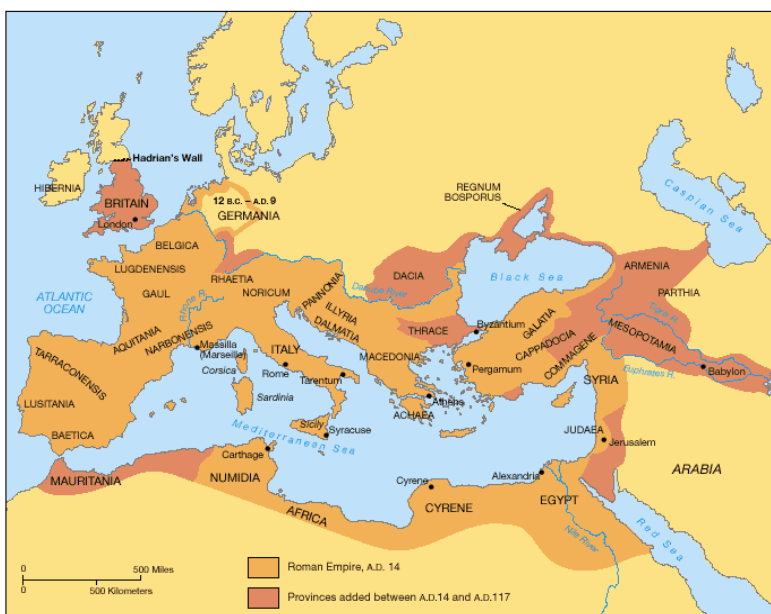 Hadrian's Wall
HIBERNIA
BRITAIN
London
12 B.C. – A.D. 9
GERMANIA
REGNUM
BOSPORUS
Caspian Sea
BELGICA
LUGDENENSIS
GAUL
RHAETIA
NORICUM
PANNONIA
ILLYRIA
DALMATIA
DACIA
Danube River
Black Sea
ARMENIA
PARTHIA
ATLANTIC
OCEAN
Rhone R.
AQUITANIA
NARBONENSIS
Massilia
(Marseille)
ITALY
Corsica
Rome
Tarentum
Sardinia
THRACE
Byzantium
MACEDONIA
GALATIA
CAPPADOCIA
COMMAGENE
Pergamum
Tigris R.
MESOPOTAMIA
Euphrates R.
Babylon
TARRACONENSIS
LUSITANIA
BAETICA
Sicily
Syracuse
Athens
ACHAEA
SYRIA
Mediterranean Sea
JUDAEA
Jerusalem
Carthage
MAURITANIA
NUMIDIA
AFRICA
Cyrene
CYRENE
Alexandria
EGYPT
Nile River
ARABIA
Red Sea
0 500 Miles
0 500 Kilometers
Roman Empire, A.D. 14
Provinces added between A.D.14 and A.D.117